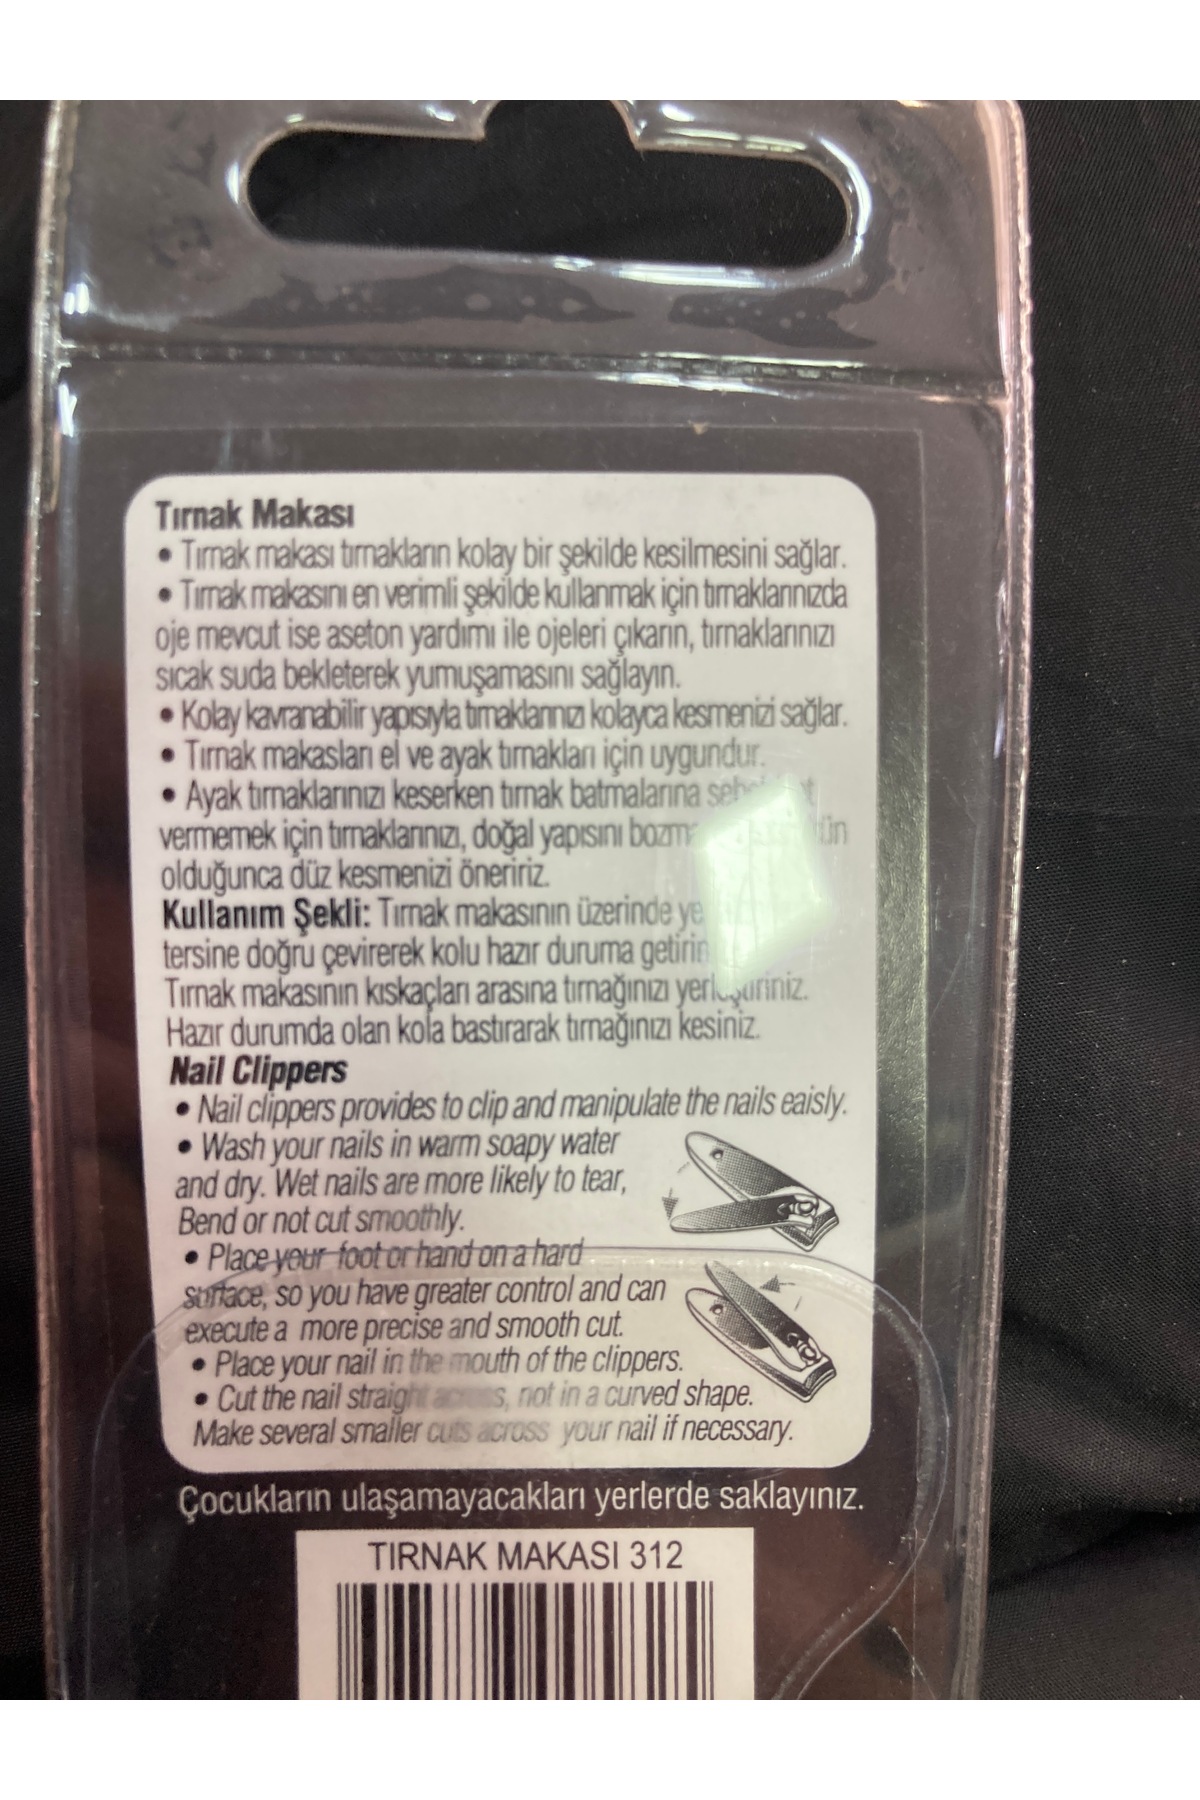 Tırnak Makası
• Tırnak makası tırnakların kolay bir şekilde kesilmesini sağlar.
• Tırnak makasını en verimli şekilde kullanmak için tırnaklarınızda
oje mevcut ise aseton yardımı ile ojeleri çıkarın, tırnaklarınızı
sıcak suda bekleterek yumuşamasını sağlayın.
• Kolay kavranabilir yapısıyla tırnaklarınızı kolayca kesmenizi sağlar.
• Tırnak makasları el ve ayak tırnakları için uygundur.
• Ayak tırnaklarınızı keserken tırnak batmalarına
vermemek için tırnaklarınızı, doğal yapısını
olduğunca düz kesmenizi öneririz.
Kullanım Şekli: Tırnak makasının üzerinde
tersine doğru çevirerek kolu hazır duruma
Tırnak makasının kıskaçları arasına tırnağınızı yerleştiriniz.
Hazır durumda olan kola bastırarak tırnağınızı kesiniz.
Nail Clippers
• Nail clippers provides to clip and manipulate the nails eaisly.
• Wash your nails in warm soapy water
and dry. Wet nails are more likely to tear,
Bend or not cut smoothly.
• Place your foot or hand on a hard
surface, so you have greater control and can
execute a more precise and smooth cut.
• Place your nail in the mouth of the clippers.
• Cut the nail straight across, not in a curved shape.
Make several smaller cuts across your nail if necessary.
Çocukların ulaşamayacakları yerlerde saklayınız.
TIRNAK MAKASI 312